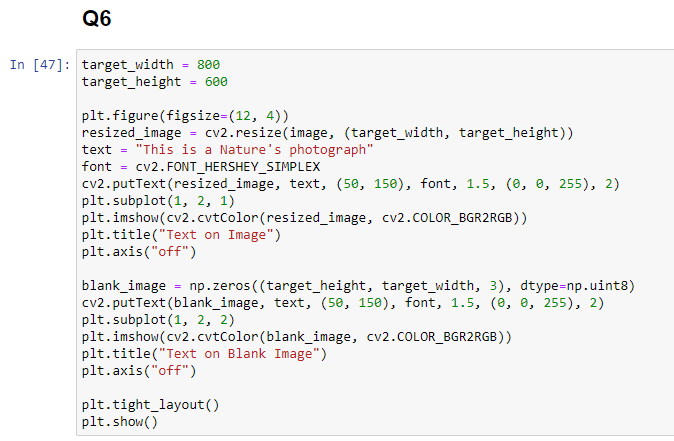 Q6
In [47]:
target_width = 800
target_height = 600
plt.figure(figsize=(12, 4))
resized_image = cv2.resize(image, (target_width, target_height))
text = "This is a Nature's photograph"
font = cv2.FONT_HERSHEY_SIMPLEX
cv2.putText(resized_image, text, (50, 150), font, 1.5, (0, 0, 255), 2)
plt.subplot(1, 2, 1)
plt.imshow(cv2.cvtColor(resized_image, cv2.COLOR_BGR2RGB))
plt.title("Text on Image")
plt.axis("off")
blank_image = np.zeros((target_height, target_width, 3), dtype=np.uint8)
cv2.putText(blank_image, text, (50, 150), font, 1.5, (0, 0, 255), 2)
plt.subplot(1, 2, 2)
plt.imshow(cv2.cvtColor(blank_image, cv2.COLOR_BGR2RGB))
plt.title("Text on Blank Image")
plt.axis("off")
plt.tight_layout()
plt.show()